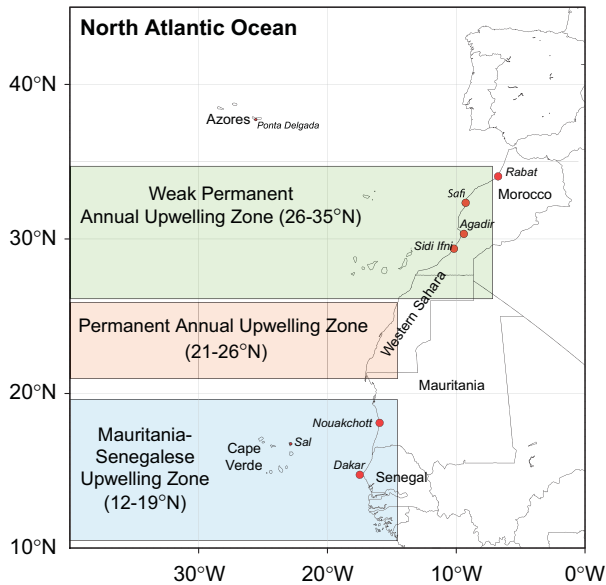 North Atlantic Ocean
40°N
Azores
Ponta Delgada
Rabat
Weak Permanent
Annual Upwelling Zone (26-35°N)
Safi
Morocco
Agadir
30°N
Sidi Ifni
Western Sahara
Permanent Annual Upwelling Zone
(21-26°N)
20°N
Mauritania
Nouakchott
Mauritania-
Senegalese
Upwelling Zone
(12-19°N)
Cape
Verde
Sal
Dakar
Senegal
10°N
30°W
20°W
10°W
0°W